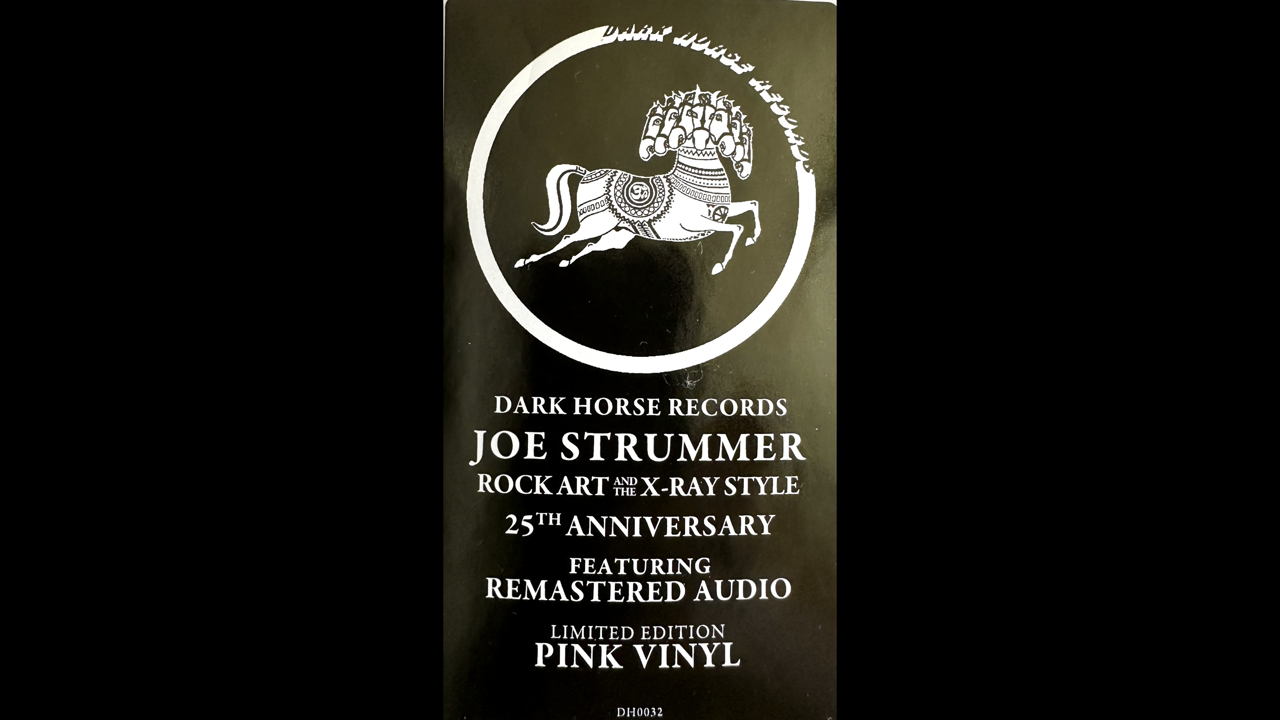 DARK HORSE RECORDS
DARK HORSE RECORDS
JOE STRUMMER
ROCK ART AND THE X-RAY STYLE
25TH ANNIVERSARY
FEATURING
REMASTERED AUDIO
LIMITED EDITION
PINK VINYL
DH0032